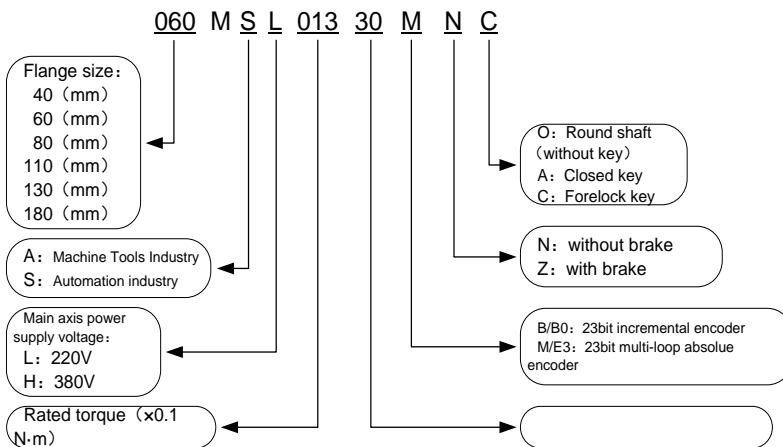 060 M S L 013 30 M N C
Flange size：
40（mm）
60（mm）
80（mm）
110（mm）
130（mm）
180（mm）
A：Machine Tools Industry
S：Automation industry
Main axis power
supply voltage：
L：220V
H：380V
Rated torque（×0.1
N·m）
O：Round shaft
（without key）
A：Closed key
C：Forelock key
N：without brake
Z：with brake
B/B0：23bit incremental encoder
M/E3：23bit multi-loop absolue
encoder